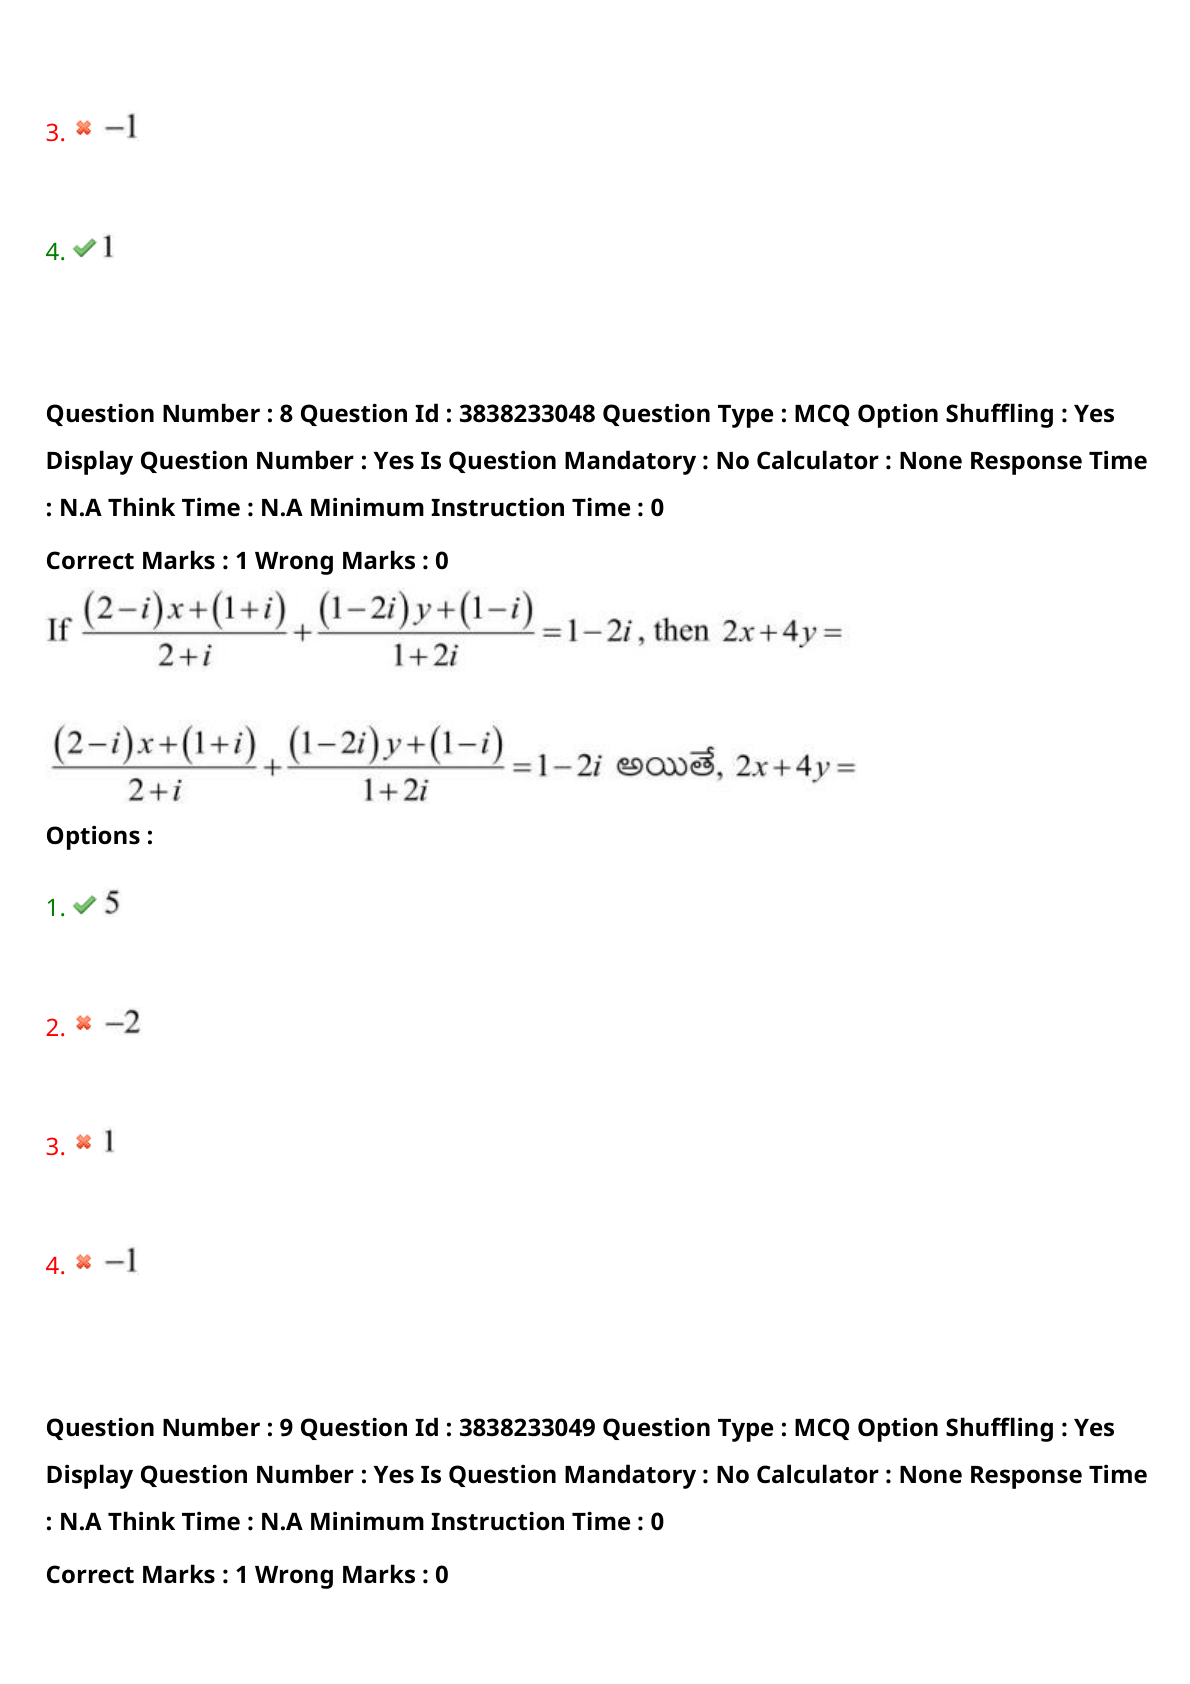 3. −1
4. 1
Question Number : 8 Question Id : 3838233048 Question Type : MCQ Option Shuffling : Yes
Display Question Number : Yes Is Question Mandatory : No Calculator : None Response Time
: N.A Think Time : N.A Minimum Instruction Time : 0
Correct Marks : 1 Wrong Marks : 0
If \frac{(2-i)x+(1+i)}{2+i}+\frac{(1-2i)y+(1-i)}{1+2i}=1-2i, then 2x+4y=
\frac{(2-i)x+(1+i)}{2+i}+\frac{(1-2i)y+(1-i)}{1+2i}=1-2i అయితే, 2x+4y=
Options :
1. 5
2. −2
3. 1
4. −1
Question Number : 9 Question Id : 3838233049 Question Type : MCQ Option Shuffling : Yes
Display Question Number : Yes Is Question Mandatory : No Calculator : None Response Time
: N.A Think Time : N.A Minimum Instruction Time : 0
Correct Marks : 1 Wrong Marks : 0